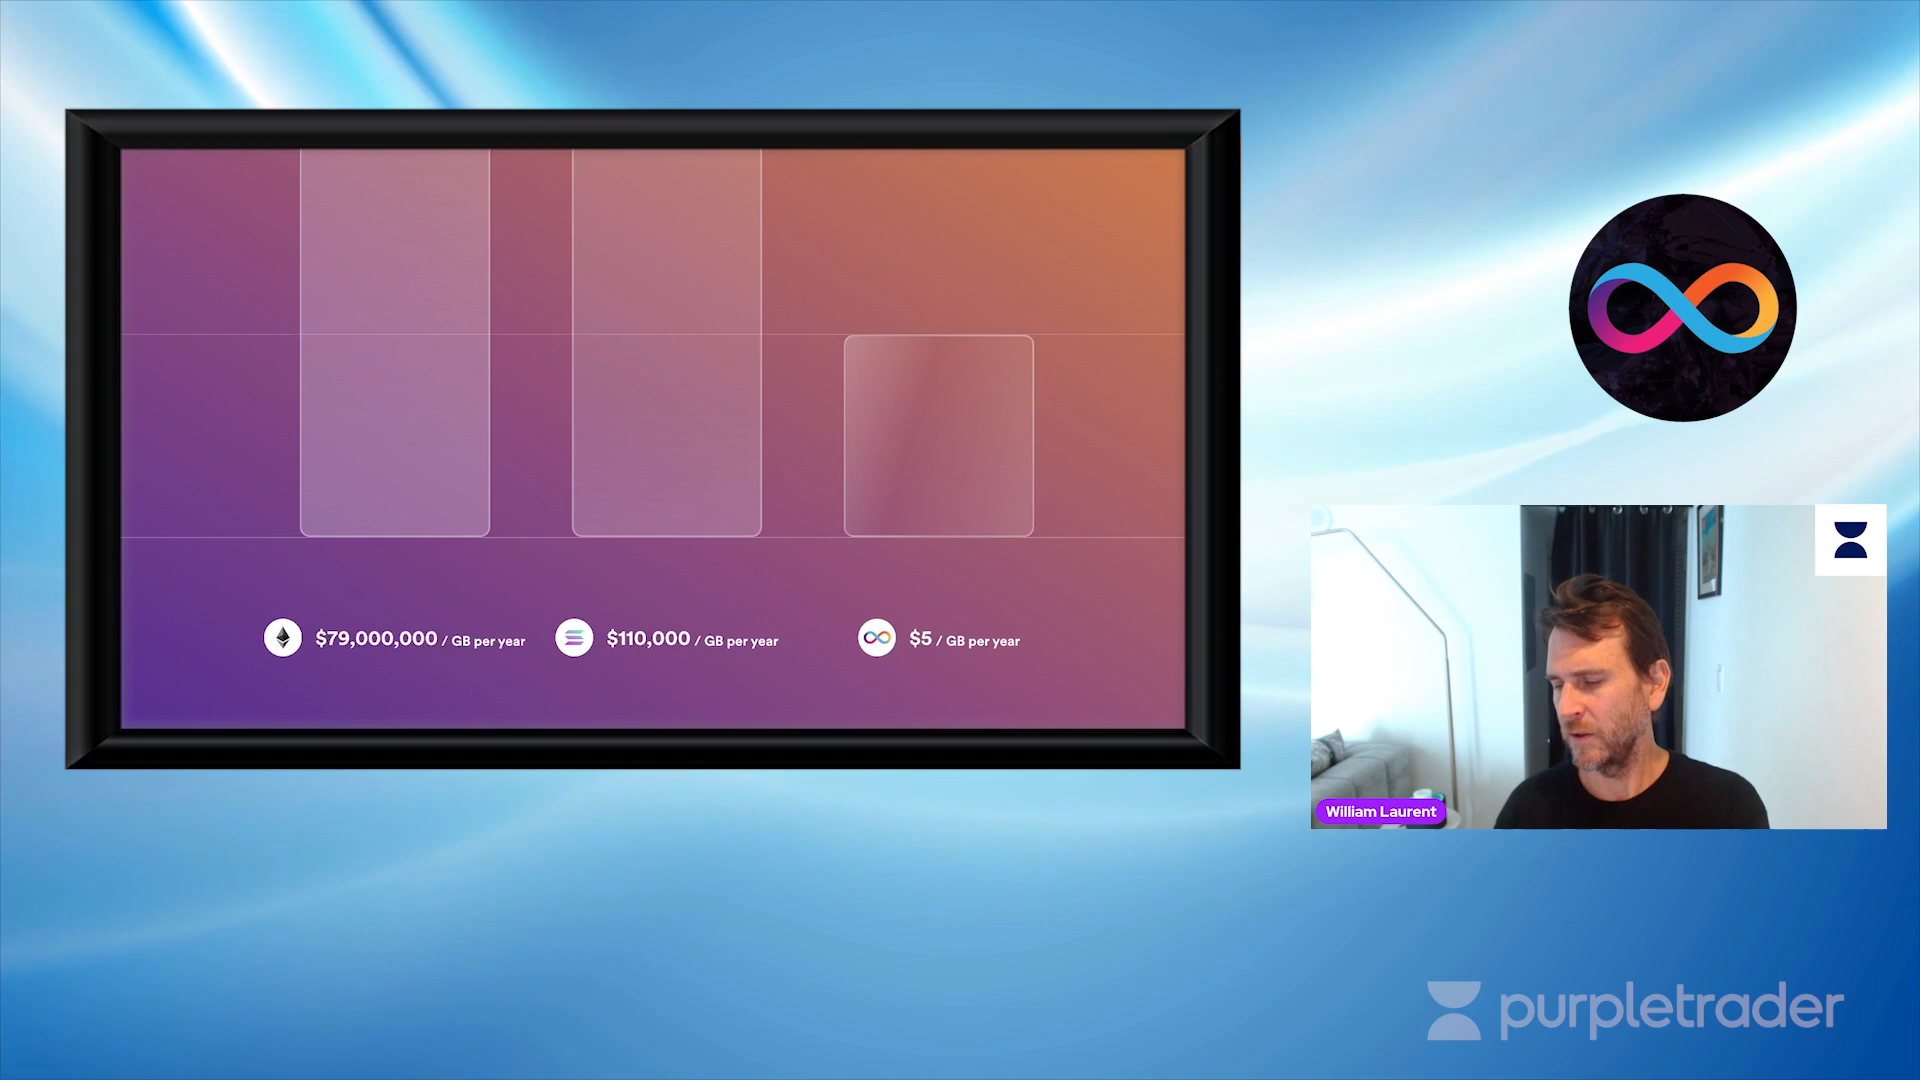 $79,000,000 / GB per year
$110,000 / GB per year
$5 / GB per year
William Laurent
purpletrader